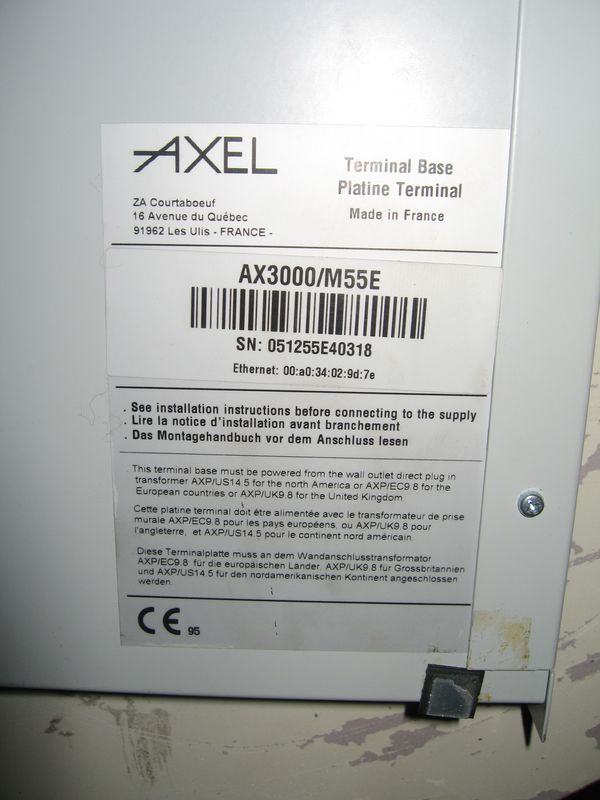 AXEL
ZA Courtaboeuf
16 Avenue du Québec
91962 Les Ulis - FRANCE -
Terminal Base
Platine Terminal
Made in France
AX3000/M55E
SN: 051255E40318
Ethernet: 00:a0:34:02:9d:7e
. See installation instructions before connecting to the supply
. Lire la notice d'installation avant branchement
. Das Montagehandbuch vor dem Anschluss lesen
This terminal base must be powered from the wall outlet direct plug in
transformer AXP/US14.5 for the north America or AXP/EC9.8 for the
European countries or AXP/UK9.8 for the United Kingdom.
Cette platine terminal doit être alimentée avec le transformateur de prise
murale AXP/EC9.8 pour les pays européens, ou AXP/UK9.8 pour
l'angleterre, et AXP/US14.5 pour le continent nord américain.
Diese Terminalplatte muss an dem Wandanschlusstransformator
AXP/EC9.8 für die europäischen Länder, AXP/UK9.8 für Grossbritannien
und AXP/US14.5 für den nordamerikanischen Kontinent angeschlossen
werden.
CE 95